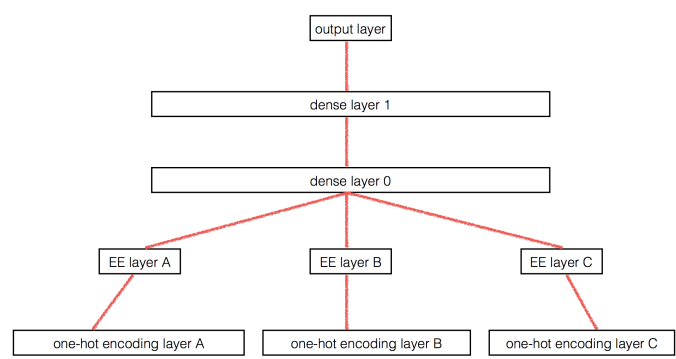 output layer
dense layer 1
dense layer 0
EE layer A
EE layer B
EE layer C
one-hot encoding layer A
one-hot encoding layer B
one-hot encoding layer C